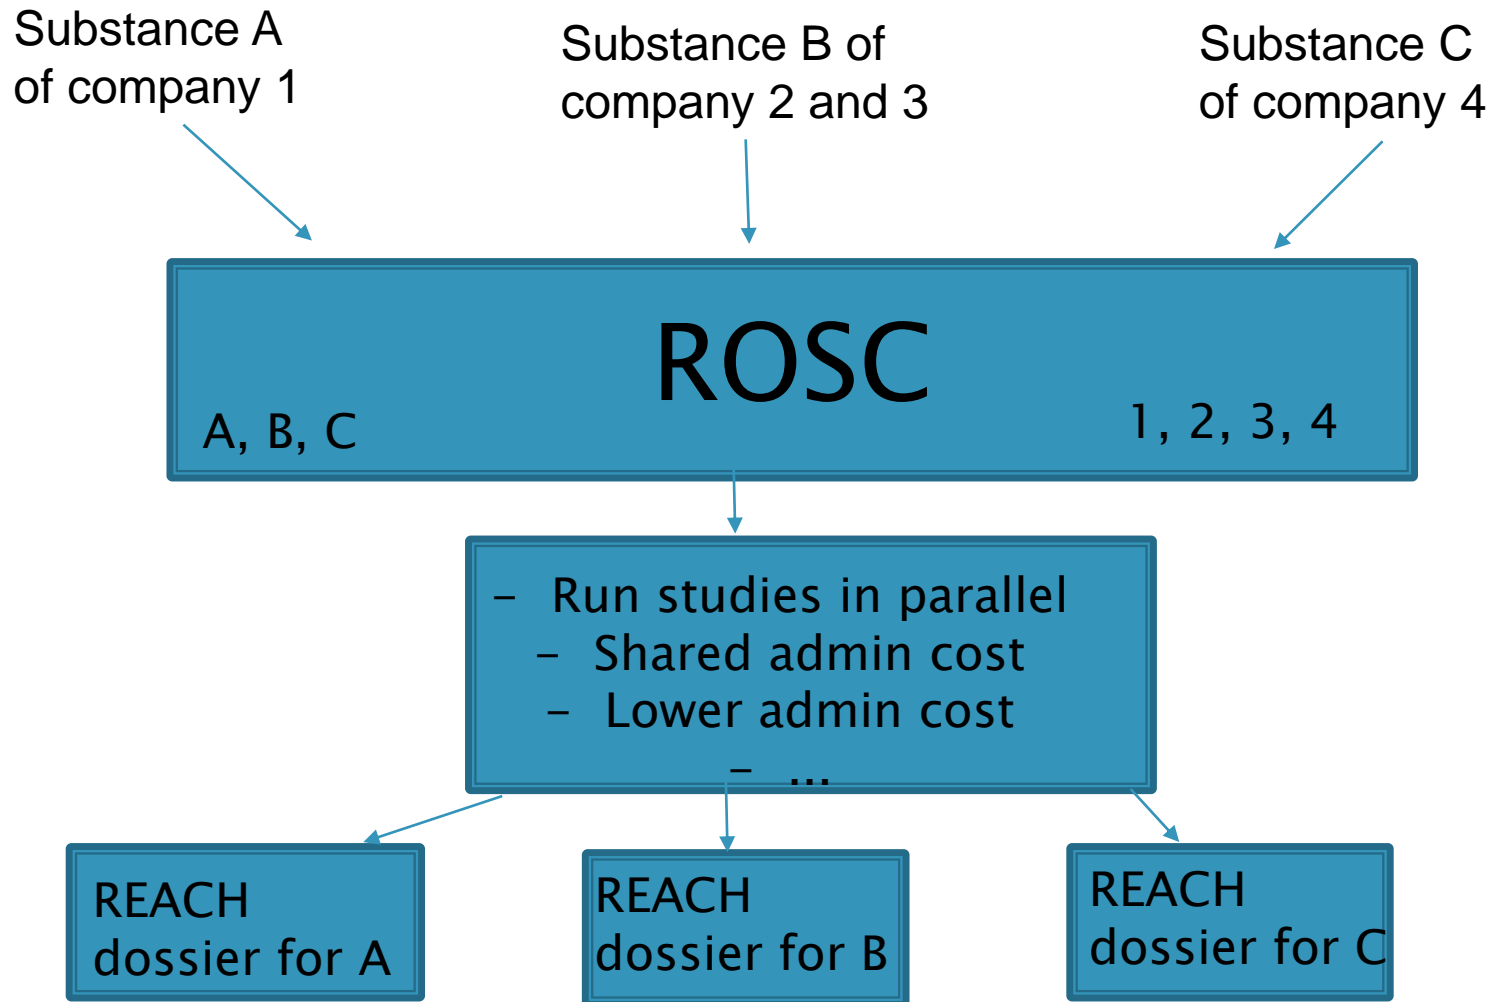 Substance A
of company 1
Substance B of
company 2 and 3
Substance C
of company 4
ROSC
A, B, C
1, 2, 3, 4
– Run studies in parallel
– Shared admin cost
– Lower admin cost
– ...
REACH
dossier for A
REACH
dossier for B
REACH
dossier for C